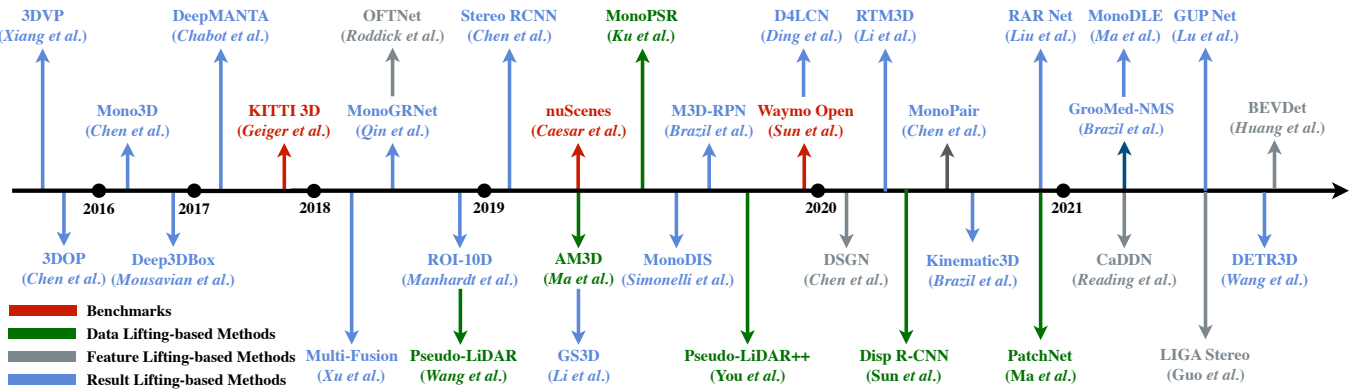 3DVP
(Xiang et al.)
DeepMANTA
(Chabot et al.)
OFTNet
(Roddick et al.)
Stereo RCNN
(Chen et al.)
MonoPSR
(Ku et al.)
D4LCN
(Ding et al.)
RTM3D
(Li et al.)
RAR Net
(Liu et al.)
MonoDLE
(Ma et al.)
GUP Net
(Lu et al.)
Mono3D
(Chen et al.)
KITTI 3D
(Geiger et al.)
MonoGRNet
(Qin et al.)
nuScenes
(Caesar et al.)
M3D-RPN
(Brazil et al.)
Waymo Open
(Sun et al.)
MonoPair
(Chen et al.)
GrooMed-NMS
(Brazil et al.)
BEVDet
(Huang et al.)
2016
2017
2018
2019
2020
2021
3DOP
(Chen et al.)
Deep3DBox
(Mousavian et al.)
ROI-10D
(Manhardt et al.)
AM3D
(Ma et al.)
MonoDIS
(Simonelli et al.)
DSGN
(Chen et al.)
Kinematic3D
(Brazil et al.)
CaDDN
(Reading et al.)
DETR3D
(Wang et al.)
Benchmarks
Data Lifting-based Methods
Feature Lifting-based Methods
Result Lifting-based Methods
Multi-Fusion
(Xu et al.)
Pseudo-LiDAR
(Wang et al.)
GS3D
(Li et al.)
Pseudo-LiDAR++
(You et al.)
Disp R-CNN
(Sun et al.)
PatchNet
(Ma et al.)
LIGA Stereo
(Guo et al.)